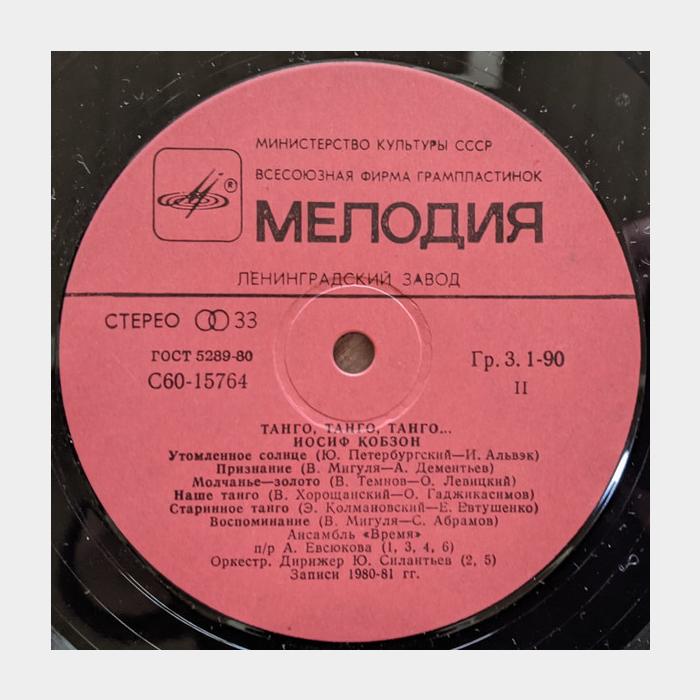 МИНИСТЕРСТВО КУЛЬТУРЫ СССР
ВСЕСОЮЗНАЯ ФИРМА ГРАМПЛАСТИНОК
®
МЕЛОДИЯ
ЛЕНИНГРАДСКИЙ ЗАВОД
СТЕРЕО 33
ГОСТ 5289-80
С60-15764
Гр. 3. 1-90
II
ТАНГО, ТАНГО, ТАНГО...
ИОСИФ КОБЗОН
Утомленное солнце (Ю. Петербургский—И. Альвэк)
Признание (В. Мигуля—А. Дементьев)
Молчанье—золото (В. Темнов—О. Левицкий)
Наше танго (В. Хорощанский—О. Гаджикасимов)
Старинное танго (Э. Колмановский—Е. Евтушенко)
Воспоминание (В. Мигуля—С. Абрамов)
Ансамбль «Время»
п/р А. Евсюкова (1, 3, 4, 6)
Оркестр. Дирижер Ю. Силантьев (2, 5)
Записи 1980-81 гг.